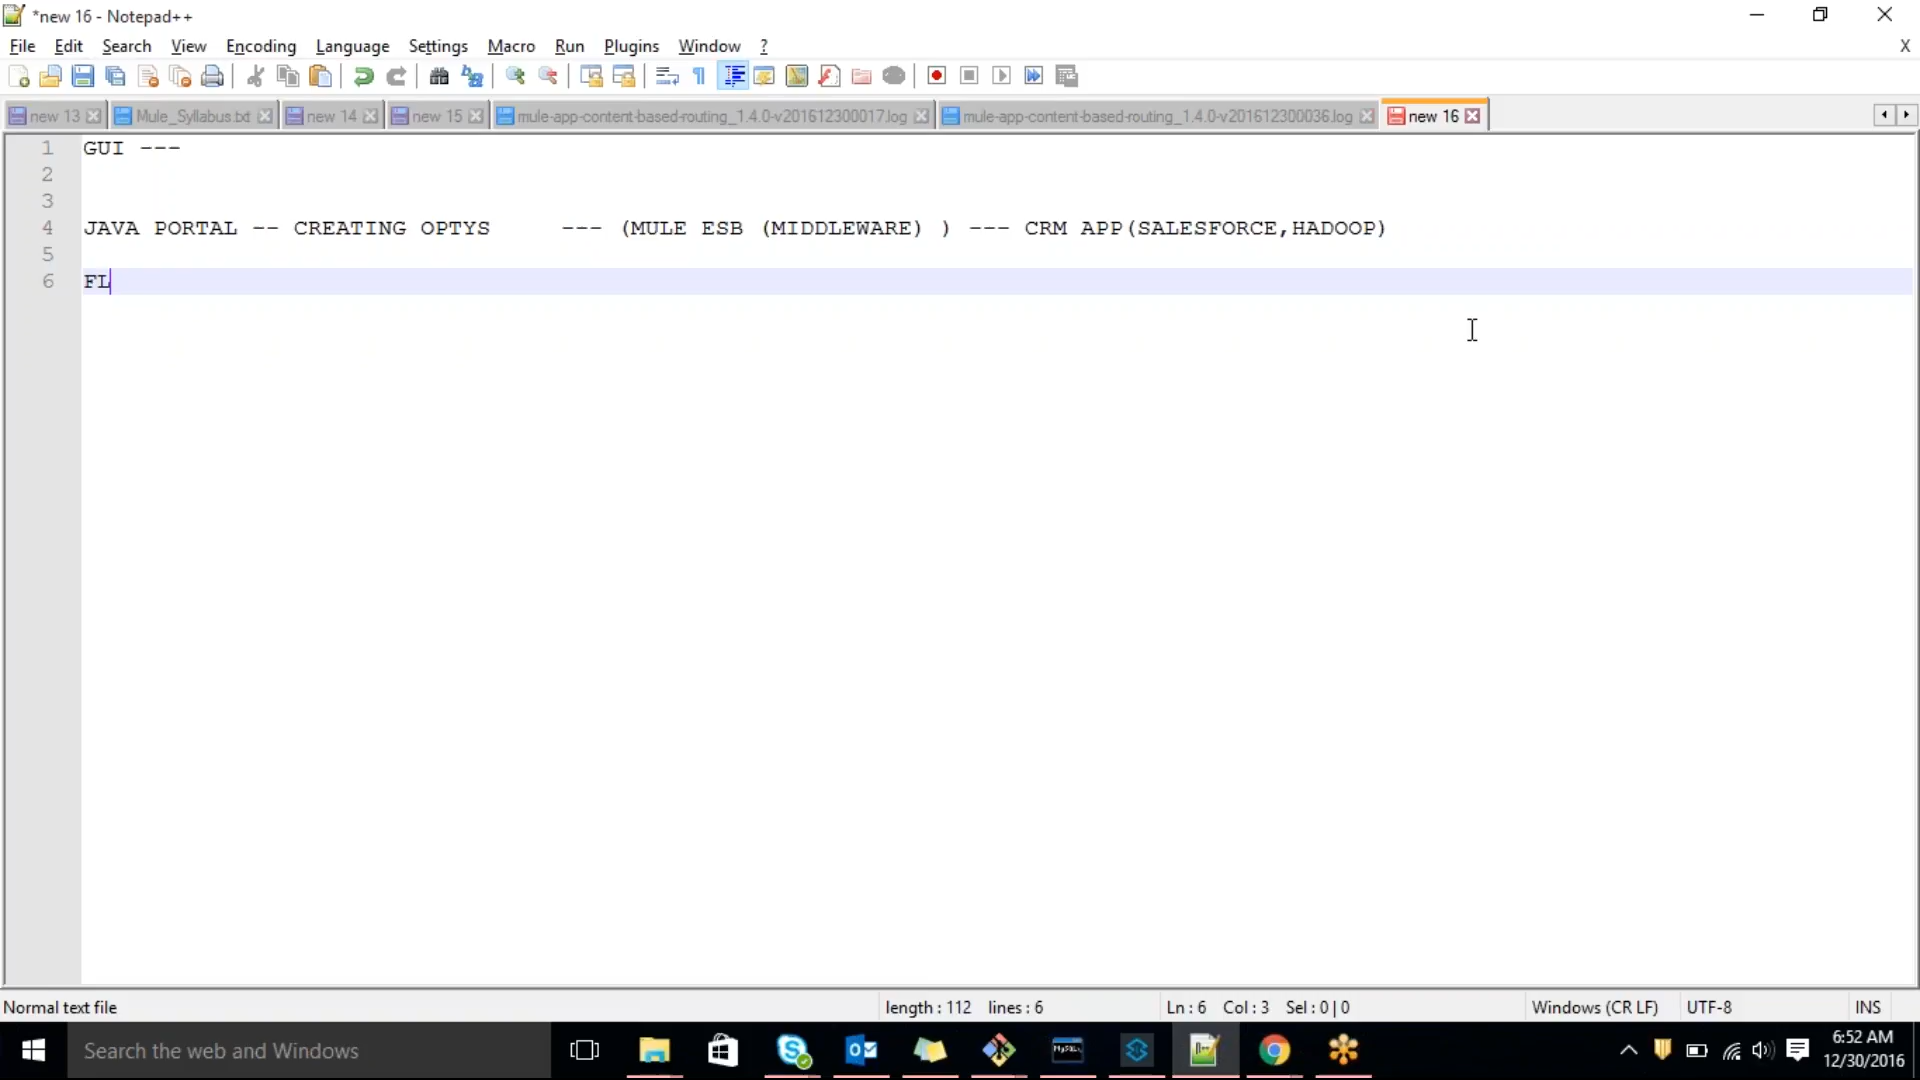 *new 16 - Notepad++
File Edit Search View Encoding Language Settings Macro Run Plugins Window ? X
new 13 Mule_Syllabus.txt new 14 new 15 mule-app-content-based-routing_1.4.0-v201612300017.log mule-app-content-based-routing_1.4.0-v201612300036.log new 16
1 GUI ---
2
3
4 JAVA PORTAL -- CREATING OPTYS --- (MULE ESB (MIDDLEWARE) ) --- CRM APP(SALESFORCE,HADOOP)
5
6 FL
Normal text file length : 112 lines : 6 Ln : 6 Col : 3 Sel : 0 | 0 Windows (CR LF) UTF-8 INS
Search the web and Windows
6:52 AM
12/30/2016